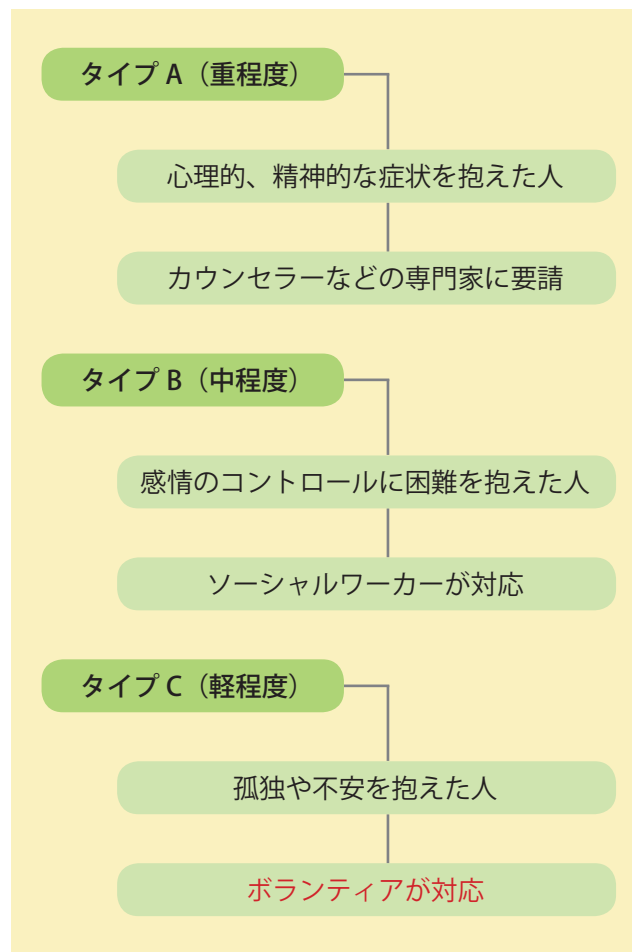 タイプ A（重程度）
心理的、精神的な症状を抱えた人
カウンセラーなどの専門家に要請
タイプ B（中程度）
感情のコントロールに困難を抱えた人
ソーシャルワーカーが対応
タイプ C（軽程度）
孤独や不安を抱えた人
ボランティアが対応